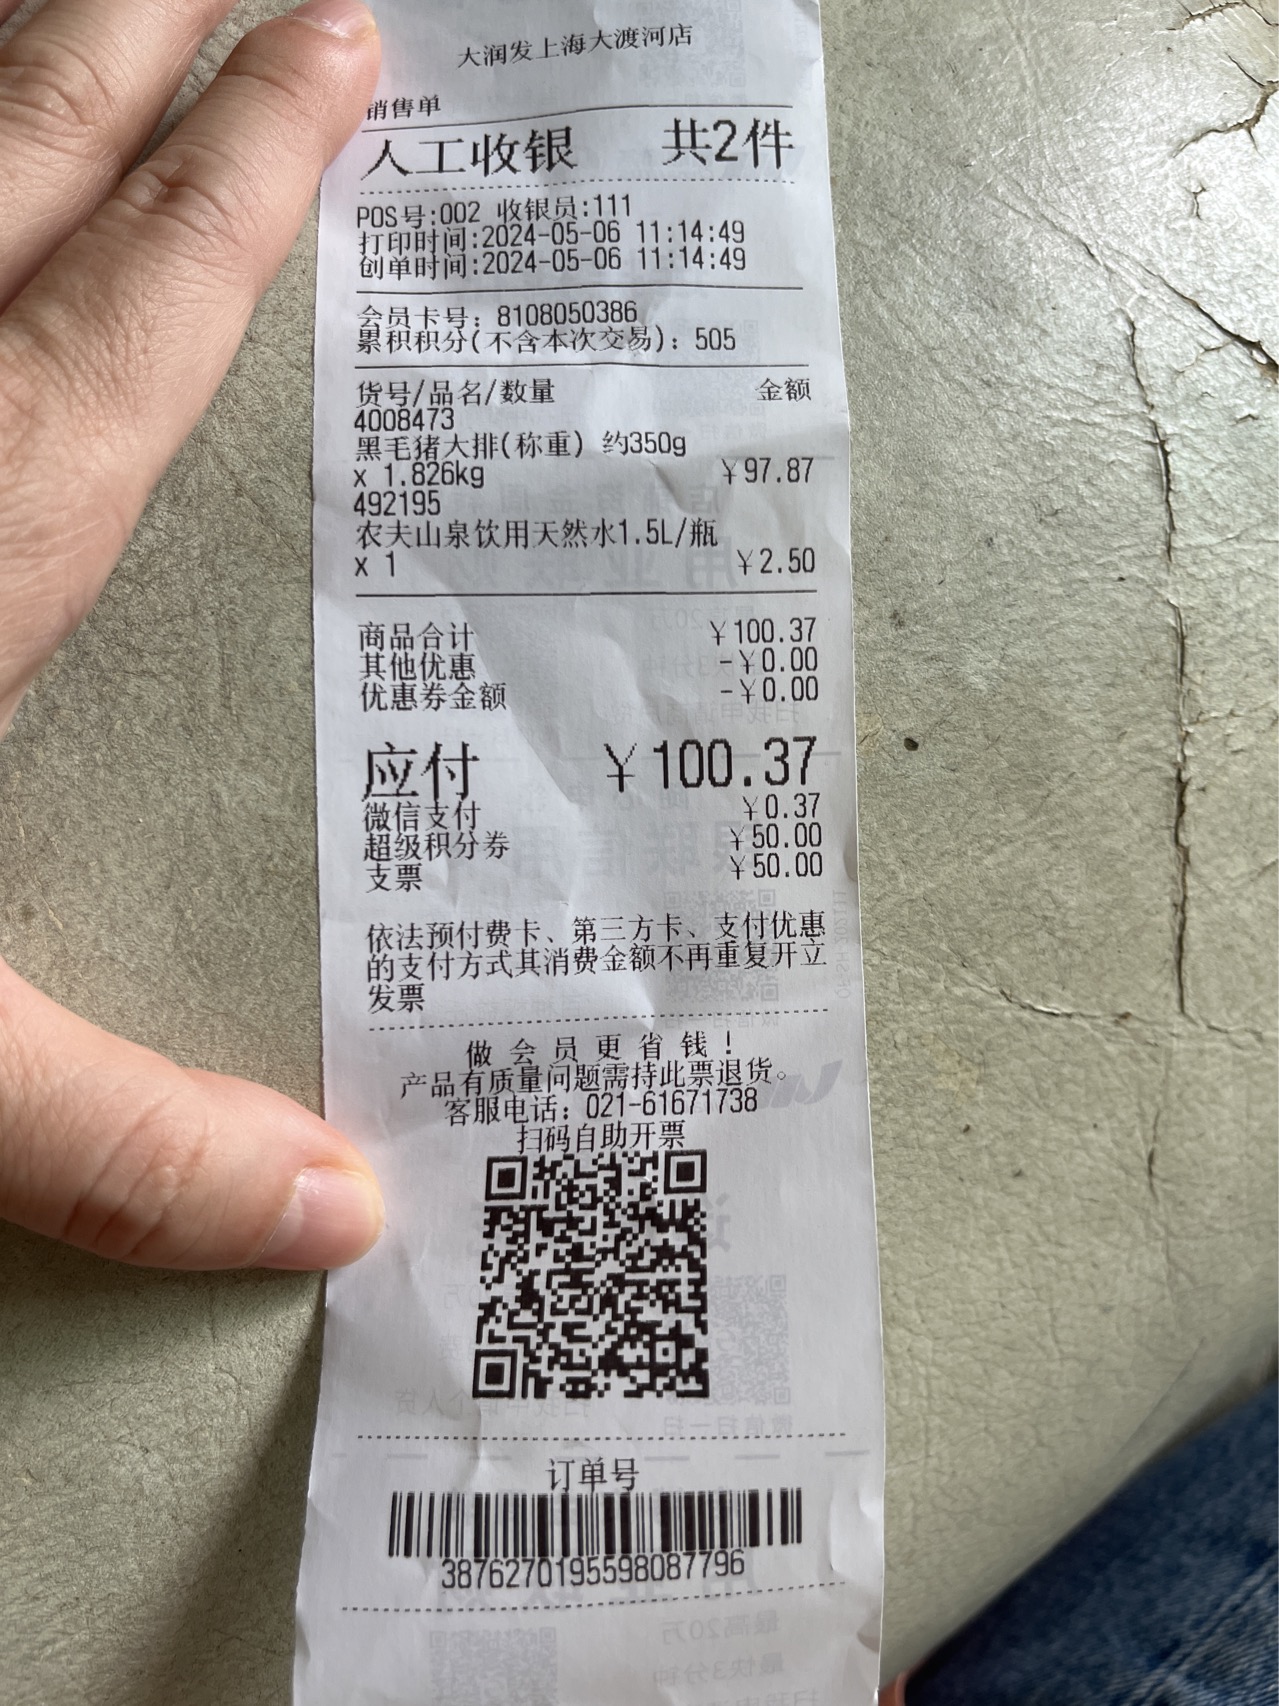 大润发上海大渡河店
销售单
人工收银 共2件
POS号:002 收银员:111
打印时间:2024-05-06 11:14:49
创单时间:2024-05-06 11:14:49
会员卡号: 8108050386
累积积分(不含本次交易): 505
货号/品名/数量 金额
4008473
黑毛猪大排(称重) 约350g
x 1.826kg ￥97.87
492195
农夫山泉饮用天然水1.5L/瓶
x 1 ￥2.50
商品合计 ￥100.37
其他优惠 -￥0.00
优惠券金额 -￥0.00
应付 ￥100.37
微信支付 ￥0.37
超级积分券 ￥50.00
支票 ￥50.00
依法预付费卡、第三方卡、支付优惠
的支付方式其消费金额不再重复开立
发票
做会员更省钱!
产品有质量问题需持此票退货。
客服电话: 021-61671738
扫码自助开票
订单号
3876270195598087796